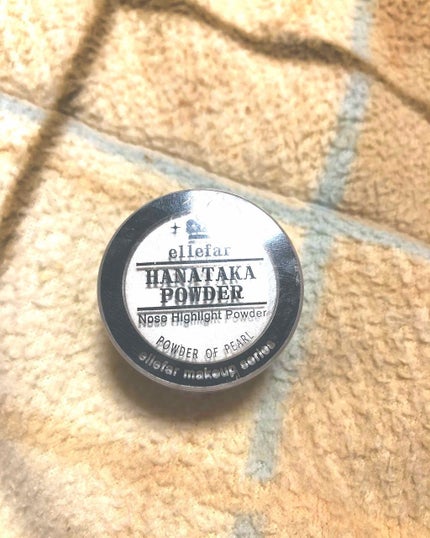 ellefar
HANATAKA
POWDER
Nose Highlight Powder
POWDER OF PEARL
ellefar makeup series